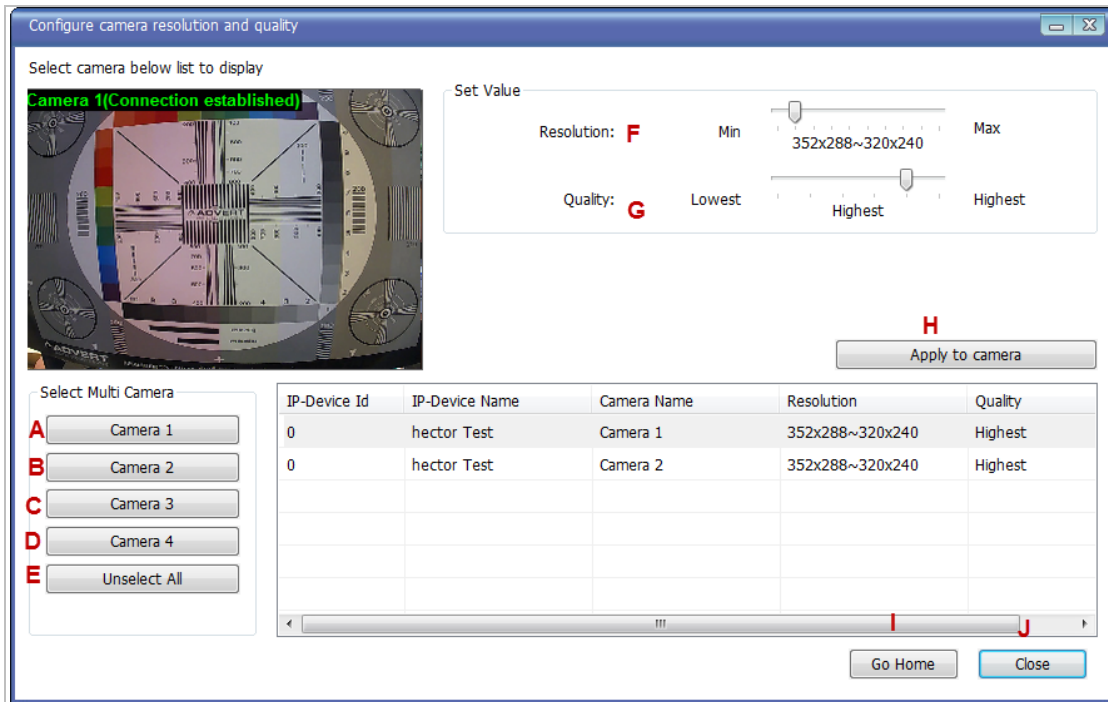 Configure camera resolution and quality
Select camera below list to display
Camera 1(Connection established)
ADVERT
ADVERT
Set Value
Resolution: F Min Max
352x288~320x240
Quality: G Lowest Highest
Highest
H
Apply to camera
Select Multi Camera
A Camera 1
B Camera 2
C Camera 3
D Camera 4
E Unselect All
IP-Device Id IP-Device Name Camera Name Resolution Quality
0 hector Test Camera 1 352x288~320x240 Highest
0 hector Test Camera 2 352x288~320x240 Highest
I J
Go Home Close